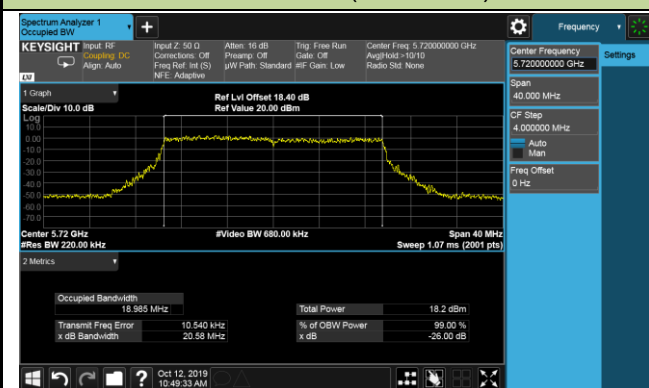 Spectrum Analyzer 1
Occupied BW
Frequency
KEYSIGHT
Input: RF
Coupling: DC
Align: Auto
Input Z: 50 Ω
Corrections: Off
Freq Ref: Int (S)
NFE: Adaptive
Atten: 16 dB
Preamp: Off
µW Path: Standard
Trig: Free Run
Gate: Off
#IF Gain: Low
Center Freq: 5.720000000 GHz
Avg|Hold:>10/10
Radio Std: None
LXI
Center Frequency
5.720000000 GHz
Settings
Span
40.000 MHz
CF Step
4.000000 MHz
Auto
Man
Freq Offset
0 Hz
1 Graph
Scale/Div 10.0 dB
Ref Lvl Offset 18.40 dB
Ref Value 20.00 dBm
Log
10.0
0.00
-10.0
-20.0
-30.0
-40.0
-50.0
-60.0
-70.0
Center 5.72 GHz
#Res BW 220.00 kHz
#Video BW 680.00 kHz
Span 40 MHz
Sweep 1.07 ms (2001 pts)
2 Metrics
Occupied Bandwidth
18.985 MHz
Total Power 18.2 dBm
Transmit Freq Error 10.540 kHz
% of OBW Power 99.00 %
x dB Bandwidth 20.58 MHz
x dB -26.00 dB
?
Oct 12, 2019
10:49:33 AM